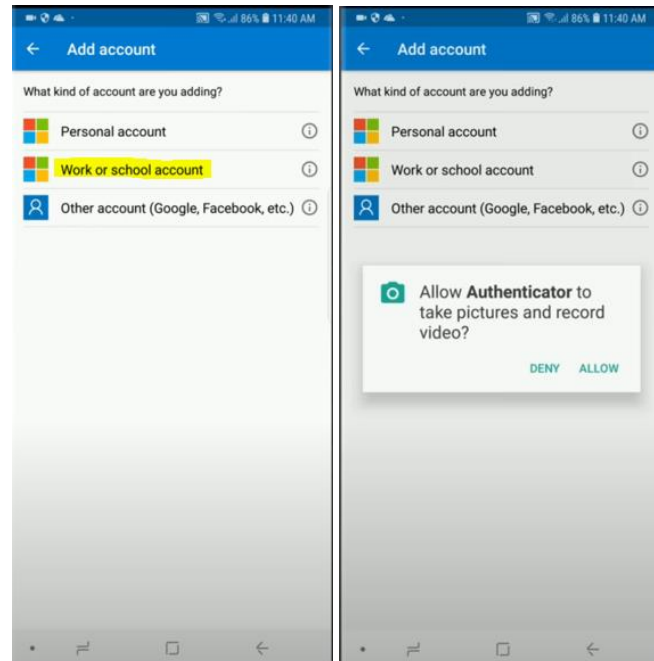 86% 11:40 AM
Add account
What kind of account are you adding?
Personal account
Work or school account
Other account (Google, Facebook, etc.)
86% 11:40 AM
Add account
What kind of account are you adding?
Personal account
Work or school account
Other account (Google, Facebook, etc.)
Allow Authenticator to
take pictures and record
video?
DENY ALLOW